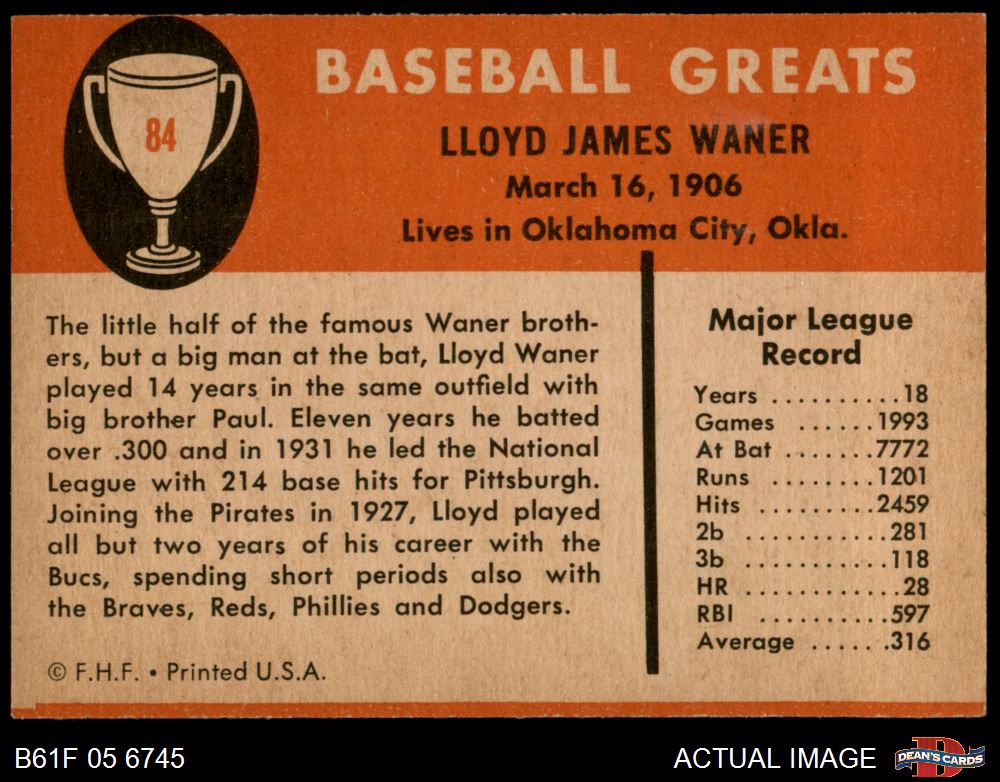 84
BASEBALL GREATS
LLOYD JAMES WANER
March 16, 1906
Lives in Oklahoma City, Okla.
The little half of the famous Waner broth-
ers, but a big man at the bat, Lloyd Waner
played 14 years in the same outfield with
big brother Paul. Eleven years he batted
over .300 and in 1931 he led the National
League with 214 base hits for Pittsburgh.
Joining the Pirates in 1927, Lloyd played
all but two years of his career with the
Bucs, spending short periods also with
the Braves, Reds, Phillies and Dodgers.
© F.H.F. • Printed U.S.A.
Major League
Record
Years ..........18
Games ......1993
At Bat .......7772
Runs ........1201
Hits .........2459
2b ...........281
3b ...........118
HR ............28
RBI ..........597
Average ......316
B61F 05 6745
ACTUAL IMAGE
D
DEAN'S CARDS